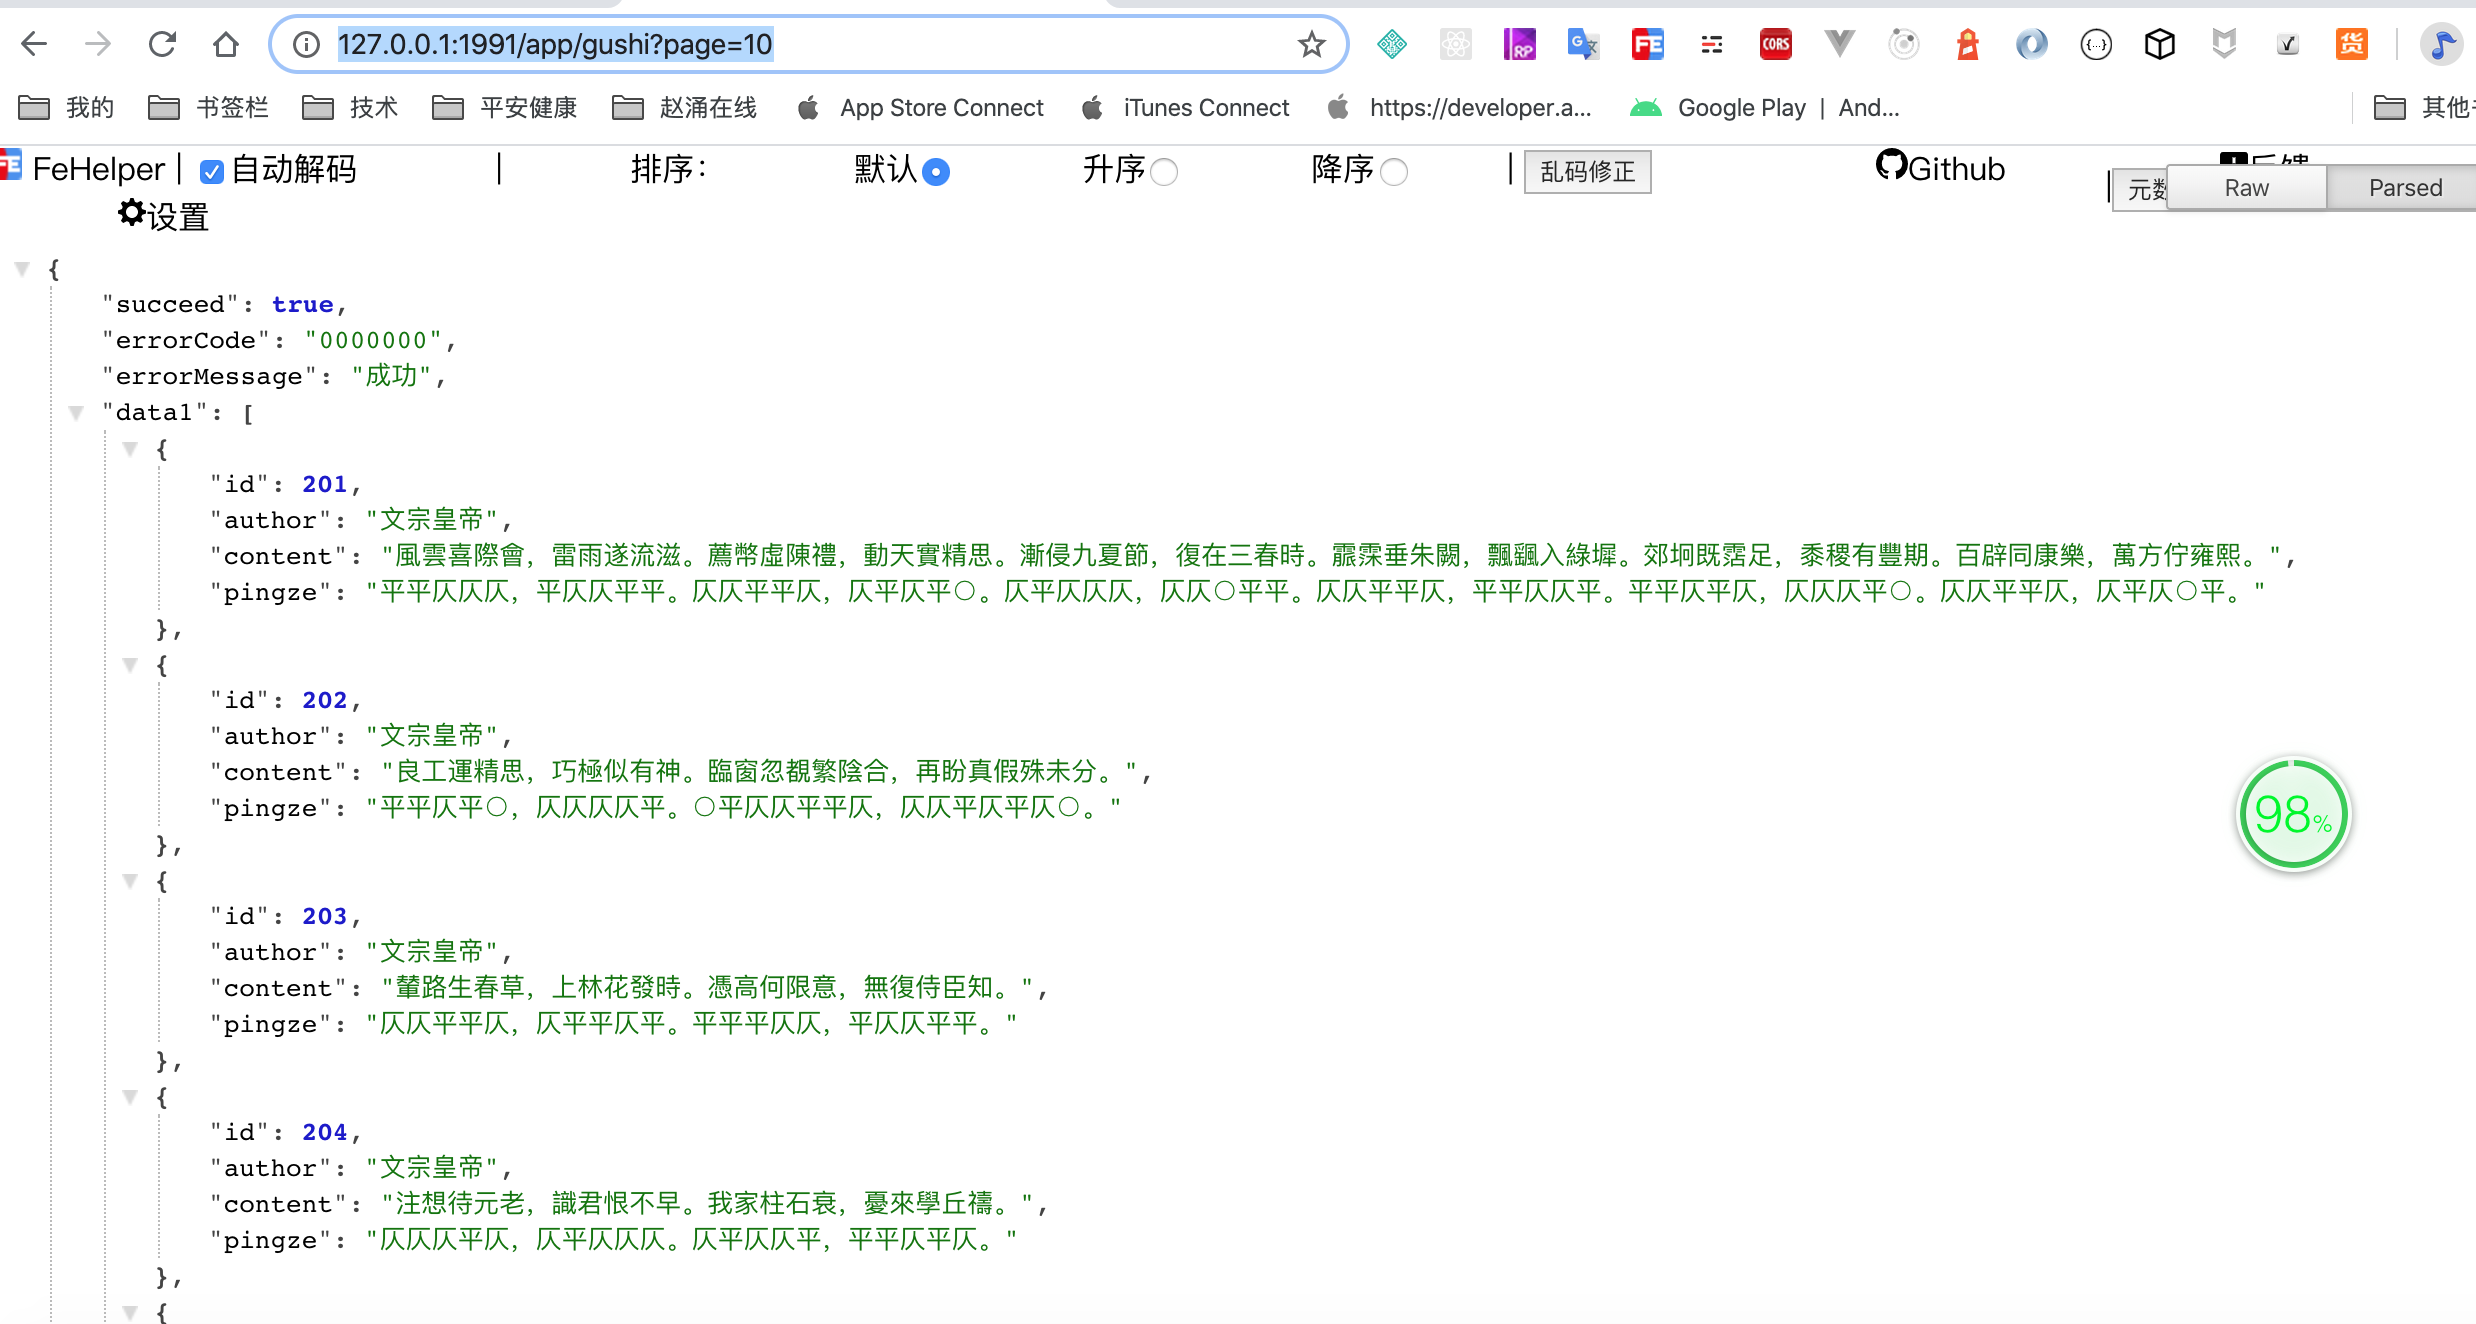 127.0.0.1:1991/app/gushi?page=10
我的 书签栏 技术 平安健康 赵涌在线 App Store Connect iTunes Connect https://developer.a... Google Play | And... 其他
FeHelper | 自动解码 | 排序： 默认 升序 降序 | 乱码修正 Github | 元数 Raw Parsed
设置
{
"succeed": true,
"errorCode": "0000000",
"errorMessage": "成功",
"data1": [
{
"id": 201,
"author": "文宗皇帝",
"content": "風雲喜際會，雷雨遂流滋。薦幣虛陳禮，動天實精思。漸侵九夏節，復在三春時。霢霂垂朱闕，飄飖入綠墀。郊坰既霑足，黍稷有豐期。百辟同康樂，萬方佇雍熙。",
"pingze": "平平仄仄仄，平仄仄平平。仄仄平平仄，仄平仄平○。仄平仄仄仄，仄仄○平平。仄仄平平仄，平平仄仄平。平平仄平仄，仄仄仄平○。仄仄平平仄，仄平仄○平。"
},
{
"id": 202,
"author": "文宗皇帝",
"content": "良工運精思，巧極似有神。臨窗忽覩繁陰合，再盼真假殊未分。",
"pingze": "平平仄平○，仄仄仄仄平。○平仄仄平平仄，仄仄平仄平仄○。"
},
{
"id": 203,
"author": "文宗皇帝",
"content": "輦路生春草，上林花發時。憑高何限意，無復侍臣知。",
"pingze": "仄仄平平仄，仄平平仄平。平平平仄仄，平仄仄平平。"
},
{
"id": 204,
"author": "文宗皇帝",
"content": "注想待元老，識君恨不早。我家柱石衰，憂來學丘禱。",
"pingze": "仄仄仄平仄，仄平仄仄仄。仄平仄仄平，平平仄平仄。"
},
{
98%